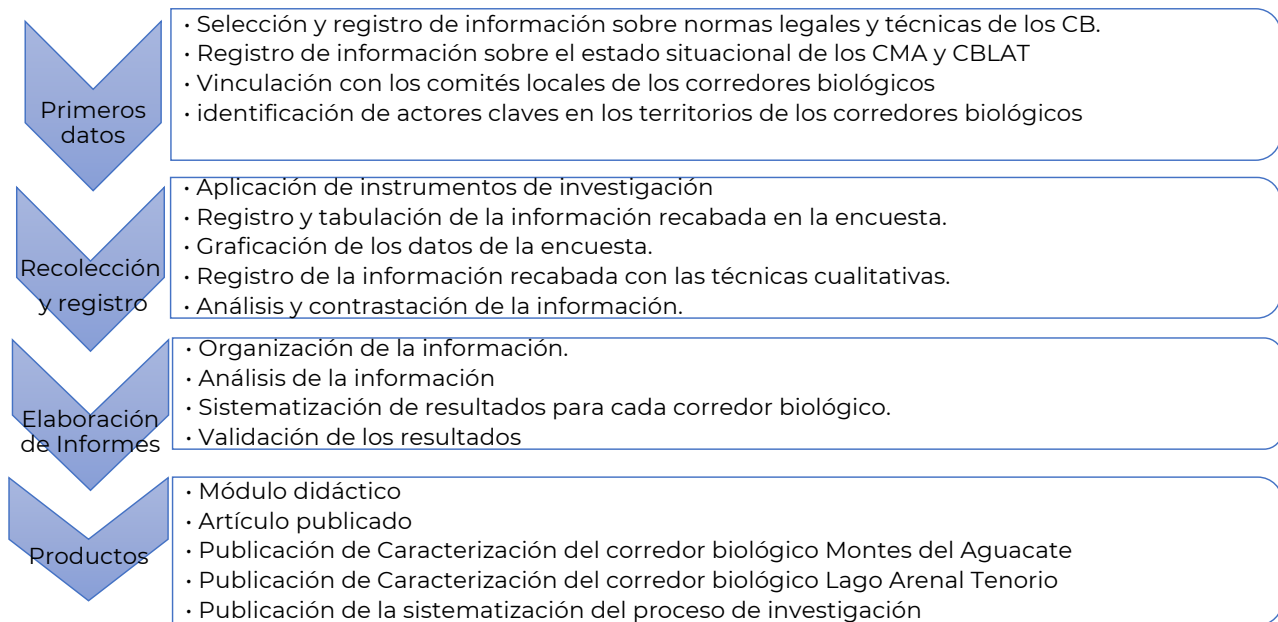 Primeros
datos
· Selección y registro de información sobre normas legales y técnicas de los CB.
· Registro de información sobre el estado situacional de los CMA y CBLAT
· Vinculación con los comités locales de los corredores biológicos
· identificación de actores claves en los territorios de los corredores biológicos
Recolección
y registro
· Aplicación de instrumentos de investigación
· Registro y tabulación de la información recabada en la encuesta.
· Graficación de los datos de la encuesta.
· Registro de la información recabada con las técnicas cualitativas.
· Análisis y contrastación de la información.
Elaboración
de Informes
· Organización de la información.
· Análisis de la información
· Sistematización de resultados para cada corredor biológico.
· Validación de los resultados
Productos
· Módulo didáctico
· Artículo publicado
· Publicación de Caracterización del corredor biológico Montes del Aguacate
· Publicación de Caracterización del corredor biológico Lago Arenal Tenorio
· Publicación de la sistematización del proceso de investigación